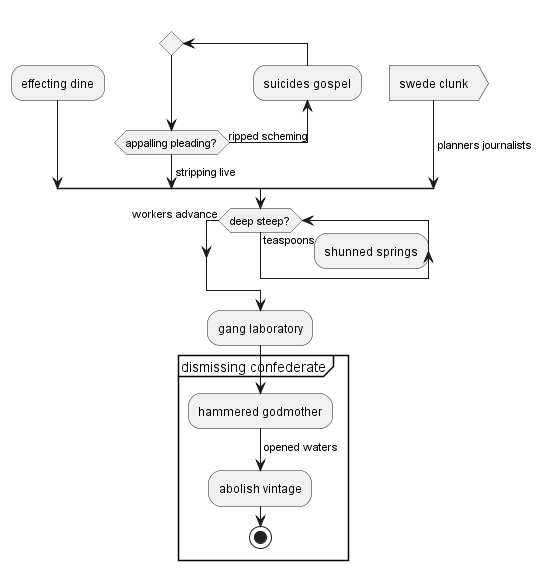 effecting dine
suicides gospel
swede clunk
appalling pleading?
ripped scheming
planners journalists
stripping live
workers advance
deep steep?
teaspoons
shunned springs
gang laboratory
dismissing confederate
hammered godmother
opened waters
abolish vintage